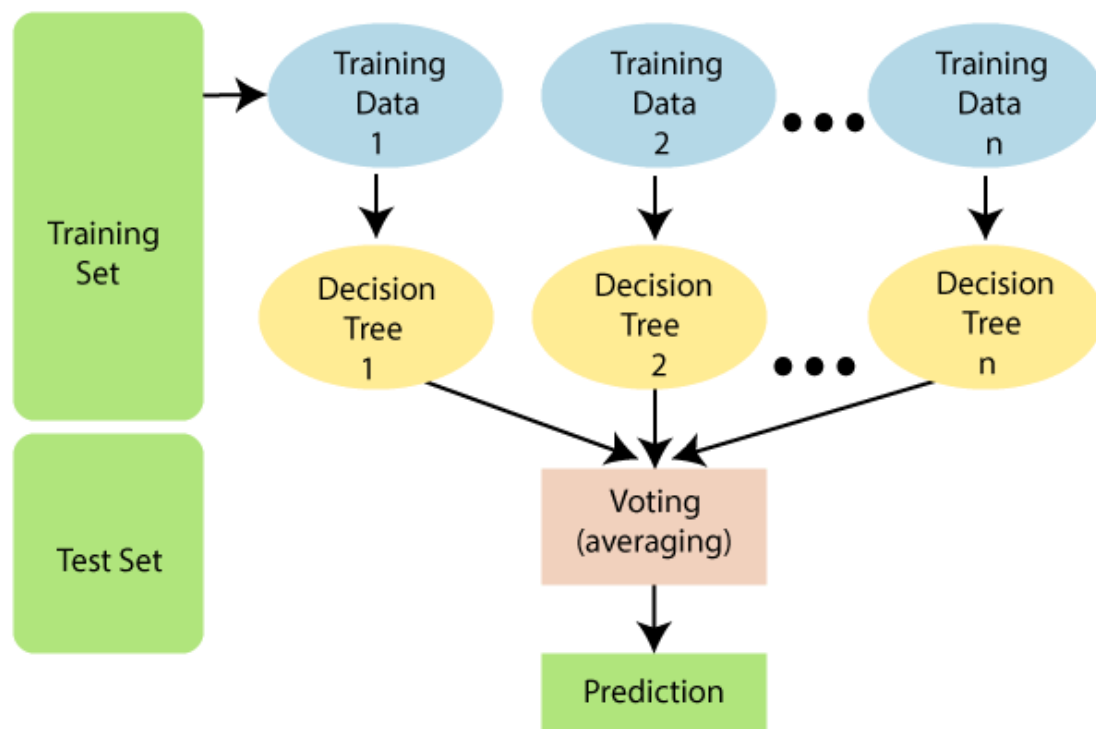 Training
Set
Test Set
Training
Data
1
Training
Data
2
Training
Data
n
Decision
Tree
1
Decision
Tree
2
Decision
Tree
n
Voting
(averaging)
Prediction